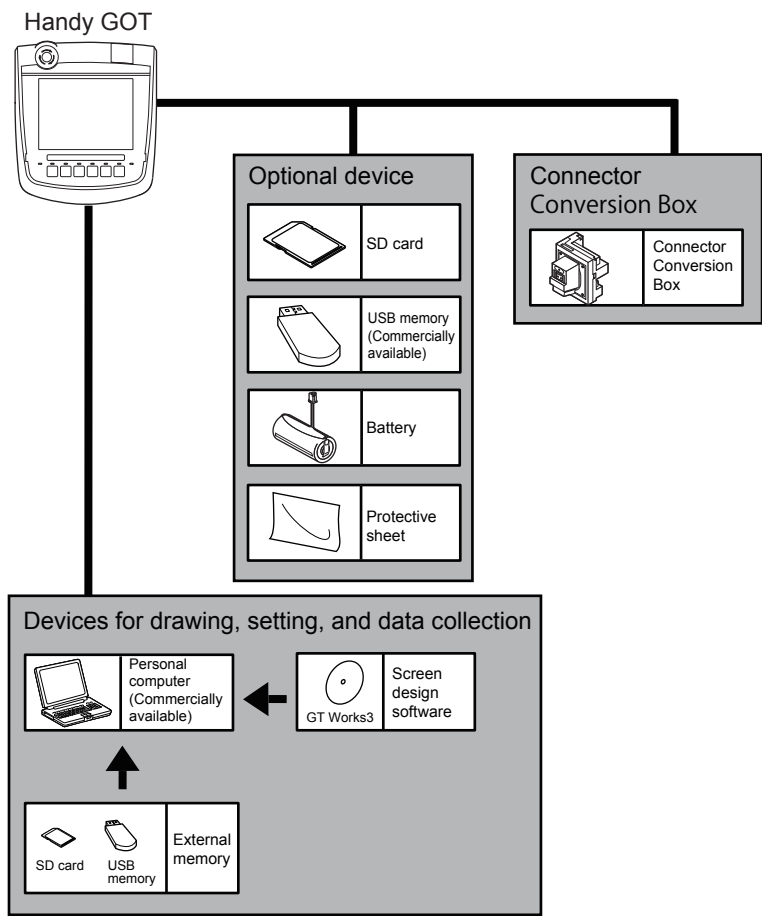 Handy GOT
Optional device
SD card
USB memory
(Commercially
available)
Battery
Protective
sheet
Connector
Conversion Box
Connector
Conversion
Box
Devices for drawing, setting, and data collection
Personal
computer
(Commercially
available)
GT Works3
Screen
design
software
SD card
USB
memory
External
memory